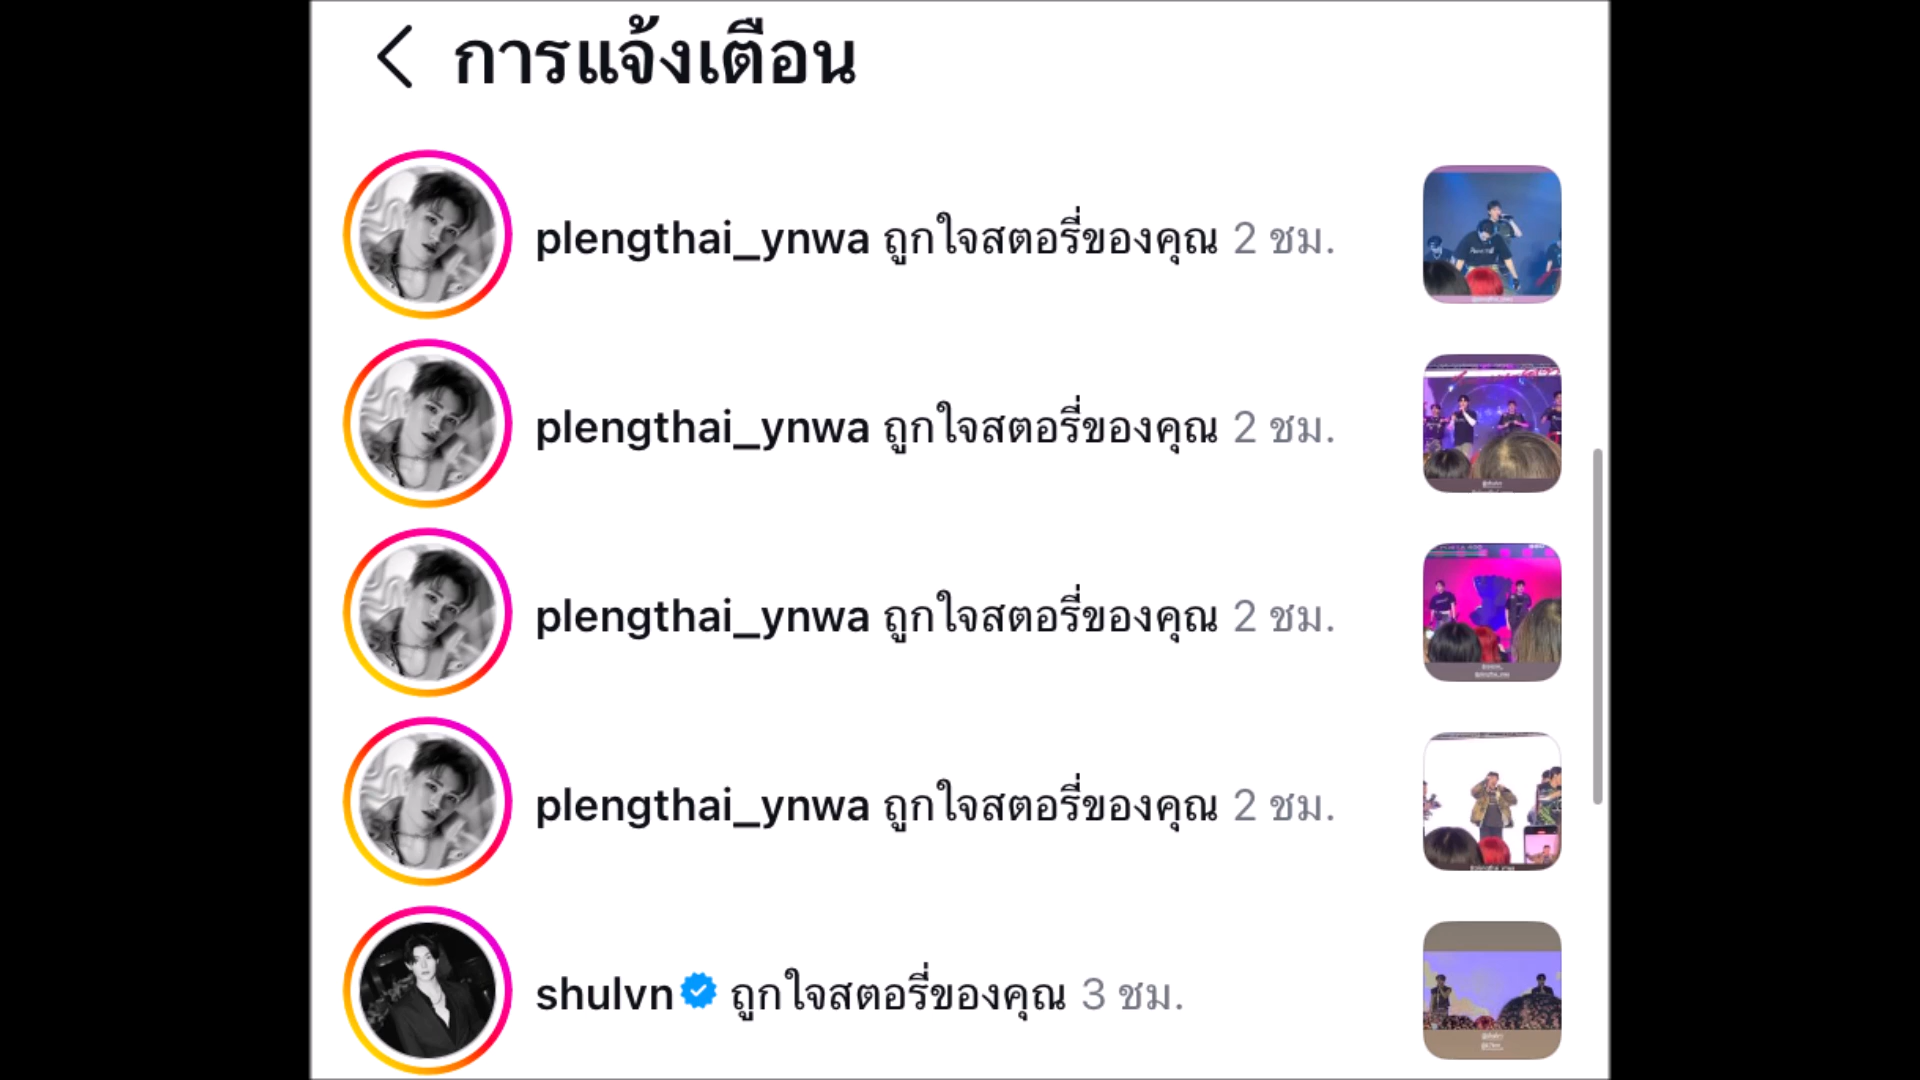 การแจ้งเตือน
plengthai_ynwa ถูกใจสตอรี่ของคุณ 2 ชม.
plengthai_ynwa ถูกใจสตอรี่ของคุณ 2 ชม.
plengthai_ynwa ถูกใจสตอรี่ของคุณ 2 ชม.
plengthai_ynwa ถูกใจสตอรี่ของคุณ 2 ชม.
shulvn ถูกใจสตอรี่ของคุณ 3 ชม.